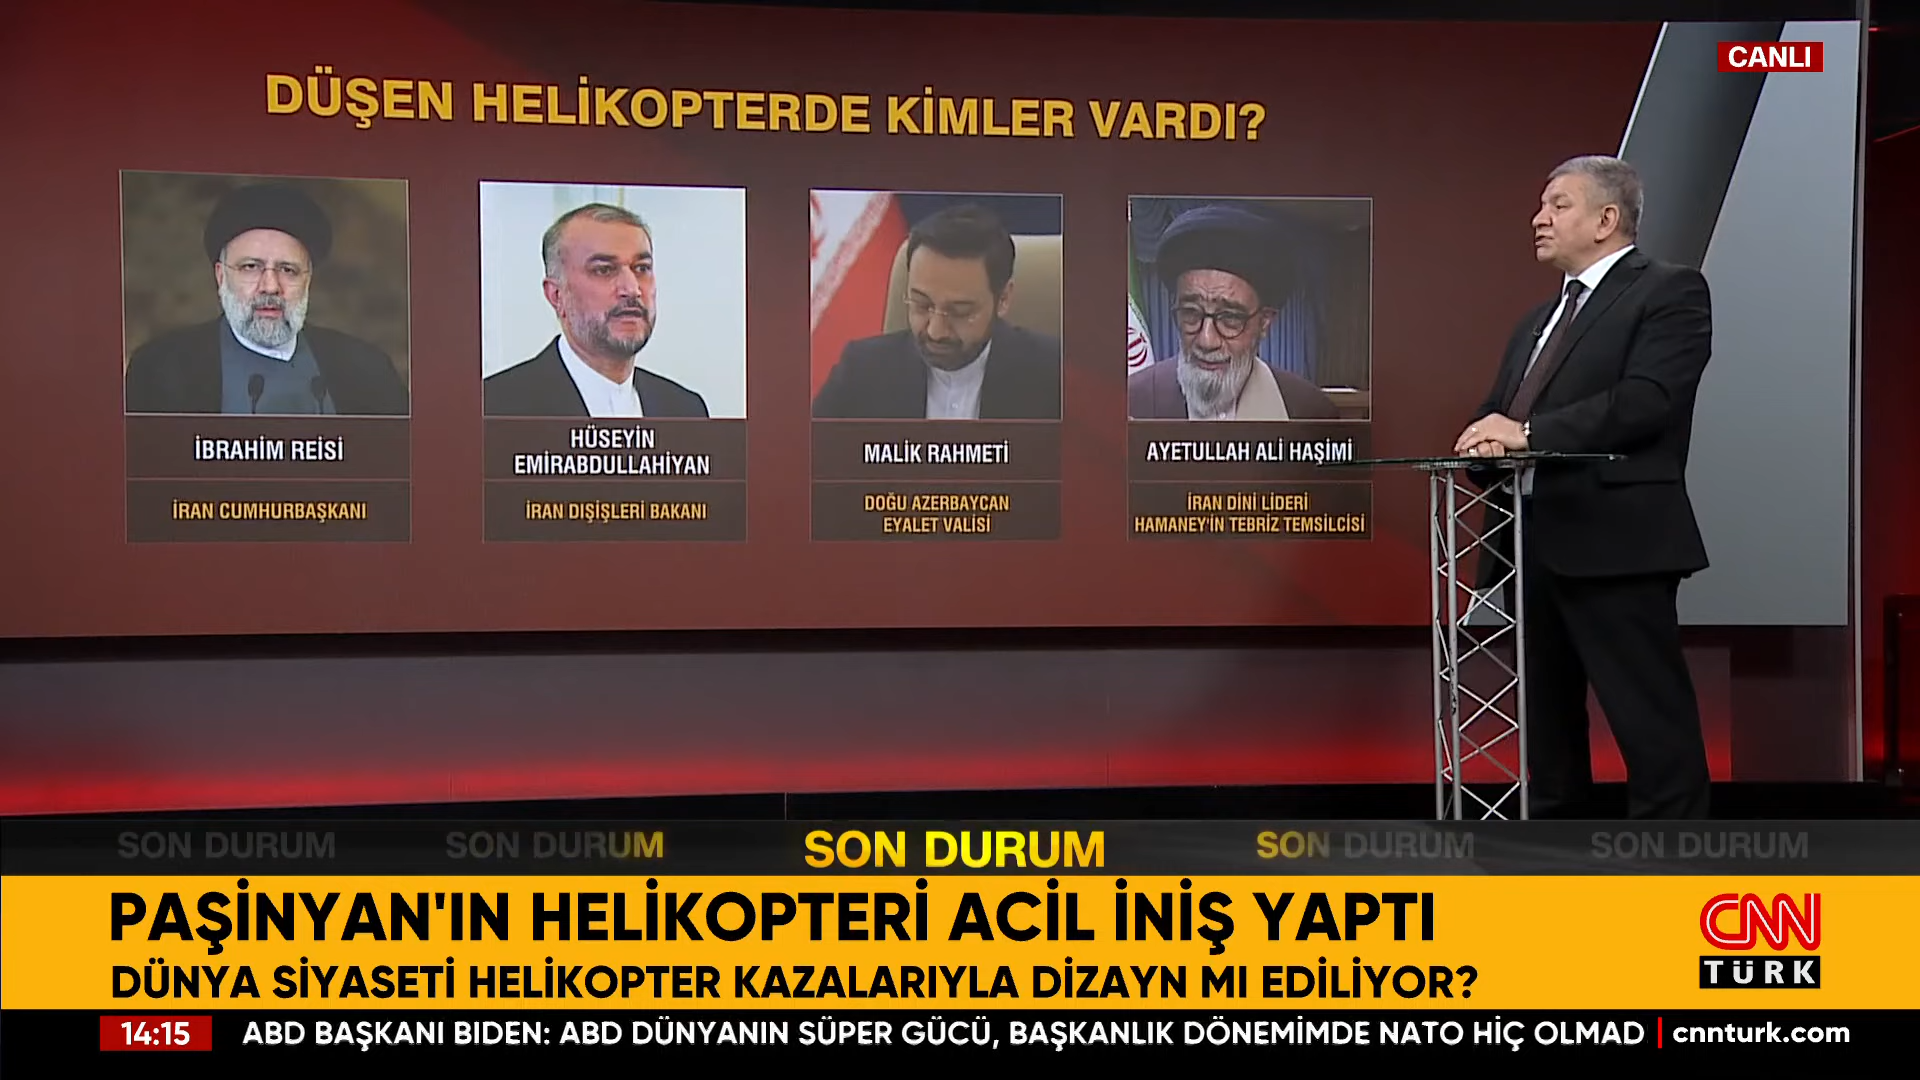 CANLI
DÜŞEN HELİKOPTERDE KİMLER VARDI?
İBRAHİM REİSİ
İRAN CUMHURBAŞKANI
HÜSEYİN
EMİRABDULLAHİYAN
İRAN DIŞİŞLERİ BAKANI
MALİK RAHMETİ
DOĞU AZERBAYCAN
EYALET VALİSİ
AYETULLAH ALİ HAŞİMİ
İRAN DİNİ LİDERİ
HAMANEY'İN TEBRİZ TEMSİLCİSİ
SON DURUM SON DURUM SON DURUM SON DURUM SON DURUM
PAŞİNYAN'IN HELİKOPTERİ ACİL İNİŞ YAPTI
DÜNYA SİYASETİ HELİKOPTER KAZALARIYLA DİZAYN MI EDİLİYOR?
CNN
TÜRK
14:15 ABD BAŞKANI BIDEN: ABD DÜNYANIN SÜPER GÜCÜ, BAŞKANLIK DÖNEMİMDE NATO HİÇ OLMAD cnnturk.com